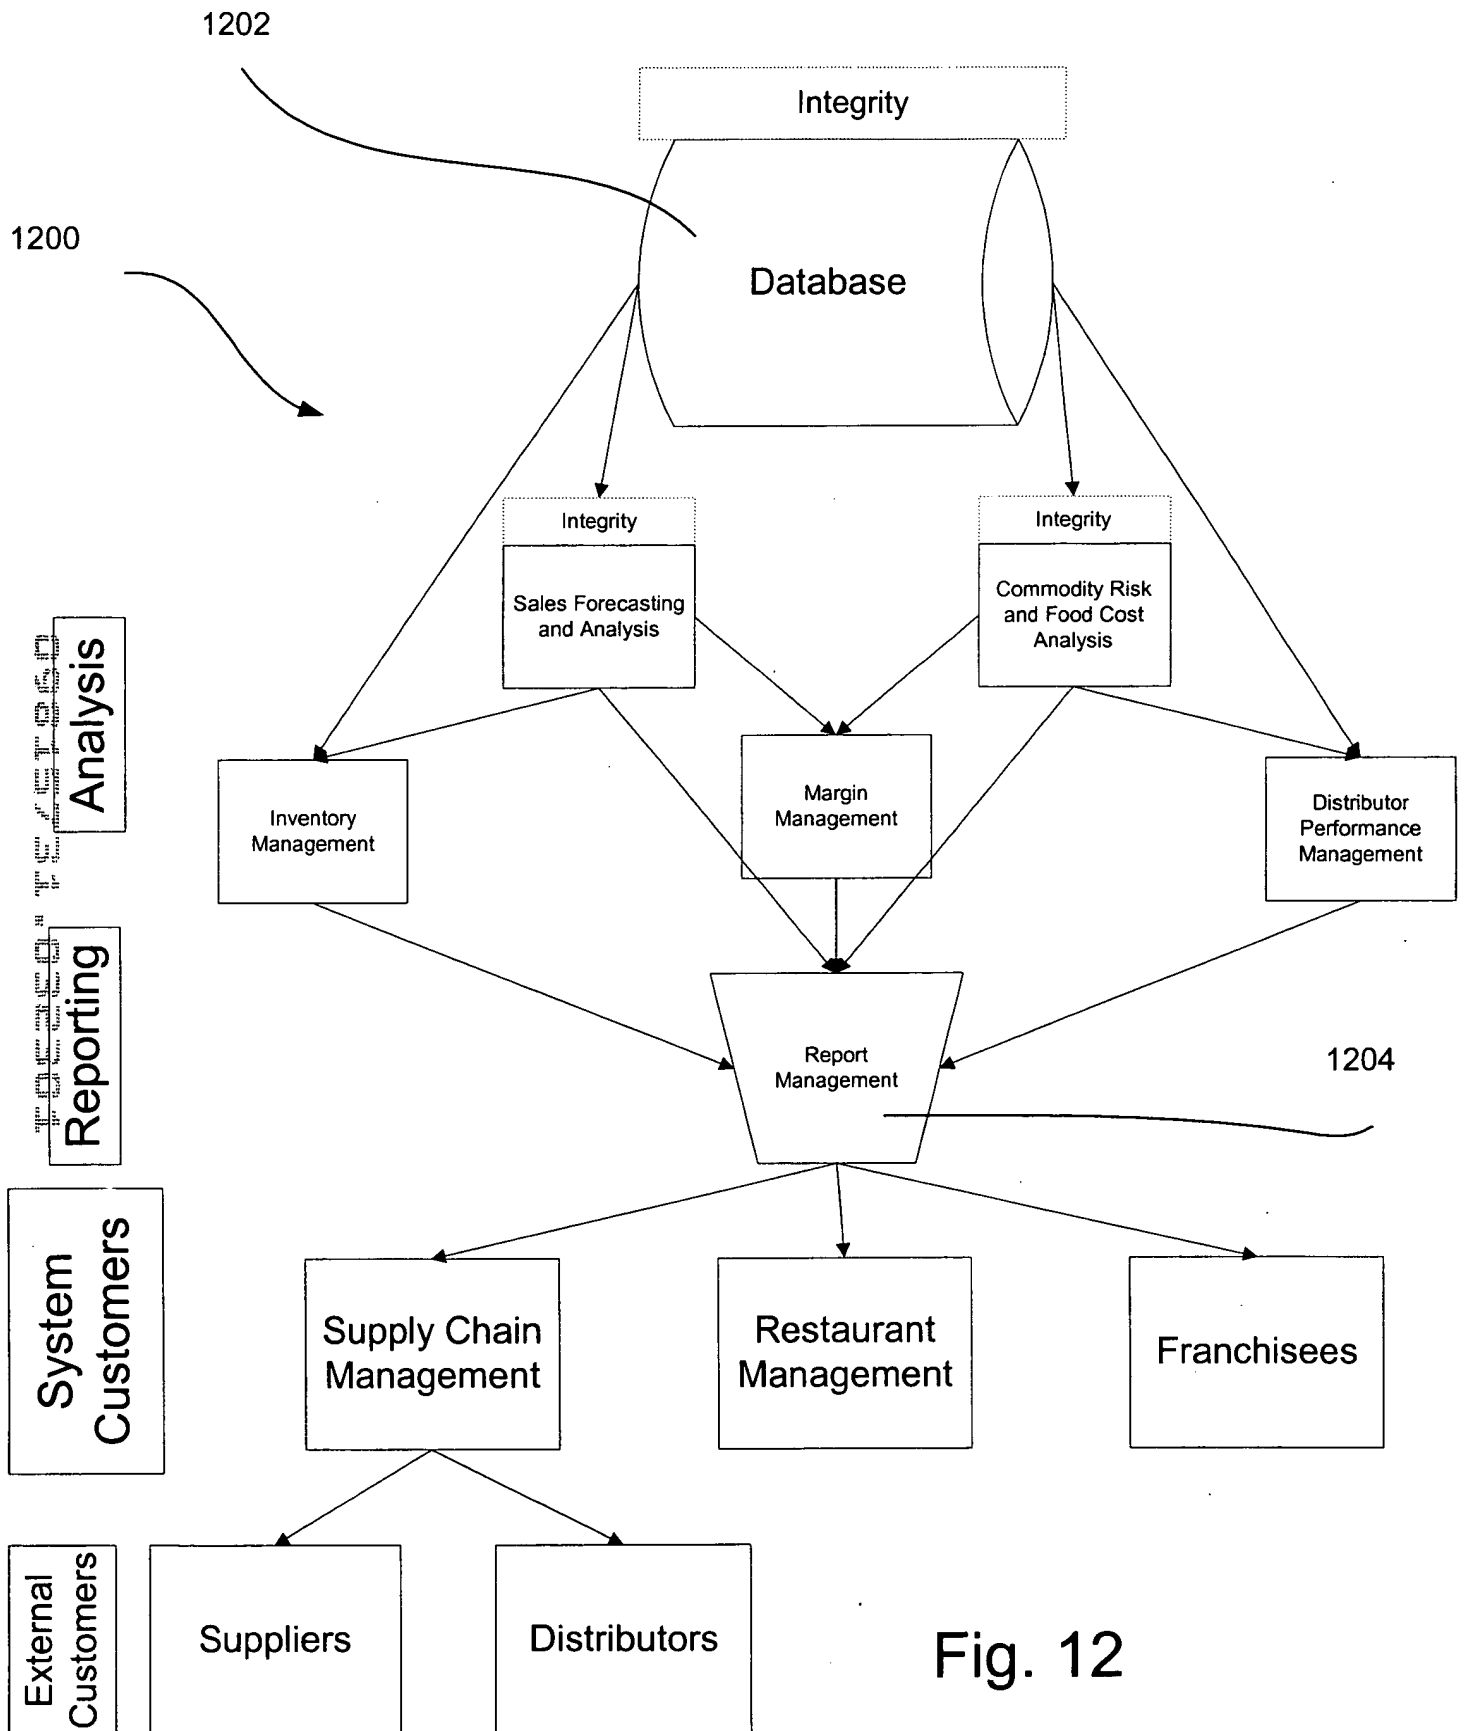 1202
Integrity
1200
Database
Integrity
Integrity
Sales Forecasting
and Analysis
Commodity Risk
and Food Cost
Analysis
Analysis
Inventory
Management
Margin
Management
Distributor
Performance
Management
Reporting
Report
Management
1204
System
Customers
Supply Chain
Management
Restaurant
Management
Franchisees
External
Customers
Suppliers
Distributors
Fig. 12